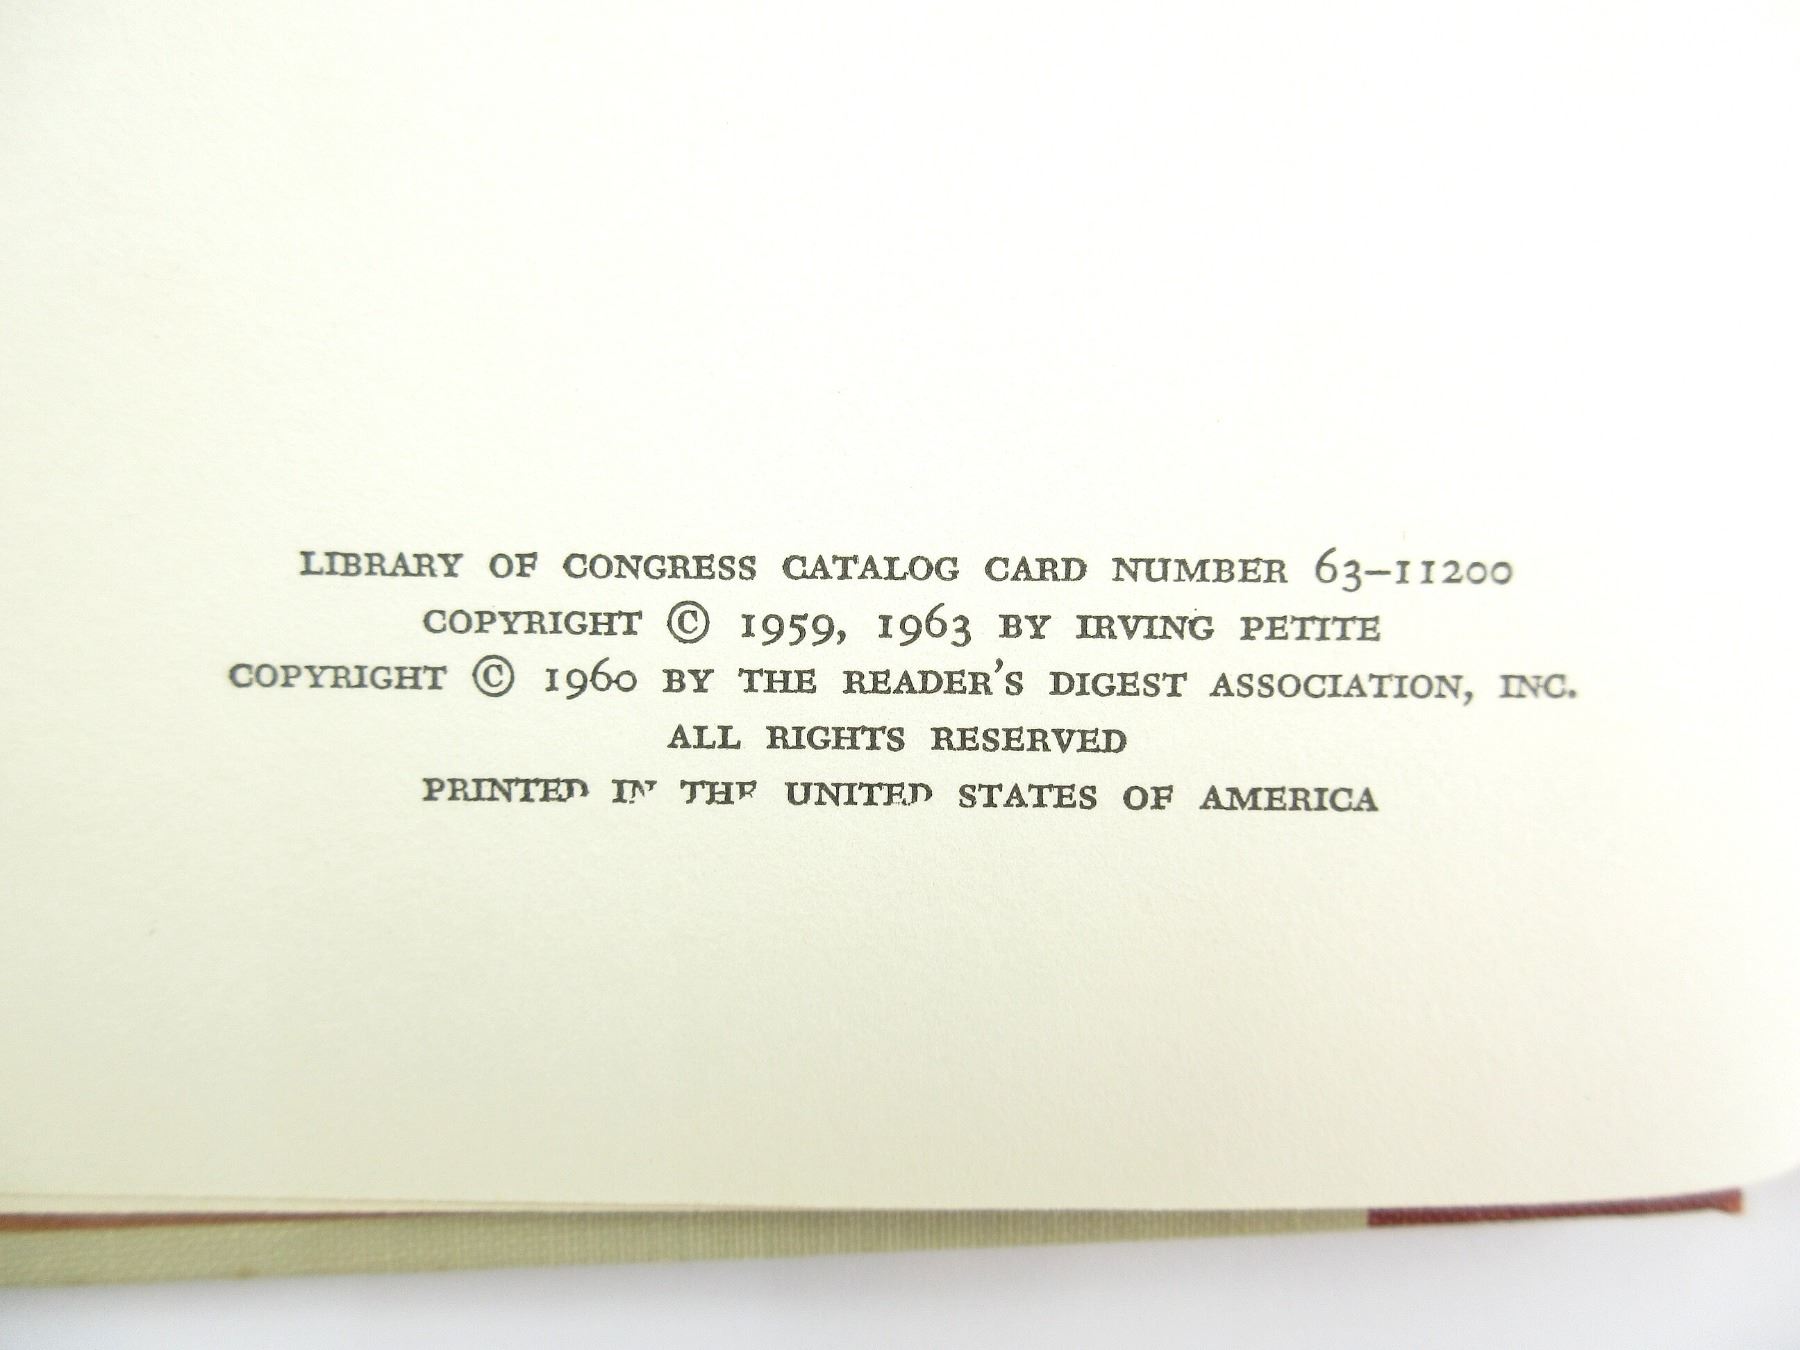 LIBRARY OF CONGRESS CATALOG CARD NUMBER 63–11200
COPYRIGHT © 1959, 1963 BY IRVING PETITE
COPYRIGHT © 1960 BY THE READER'S DIGEST ASSOCIATION, INC.
ALL RIGHTS RESERVED
PRINTED IN THE UNITED STATES OF AMERICA